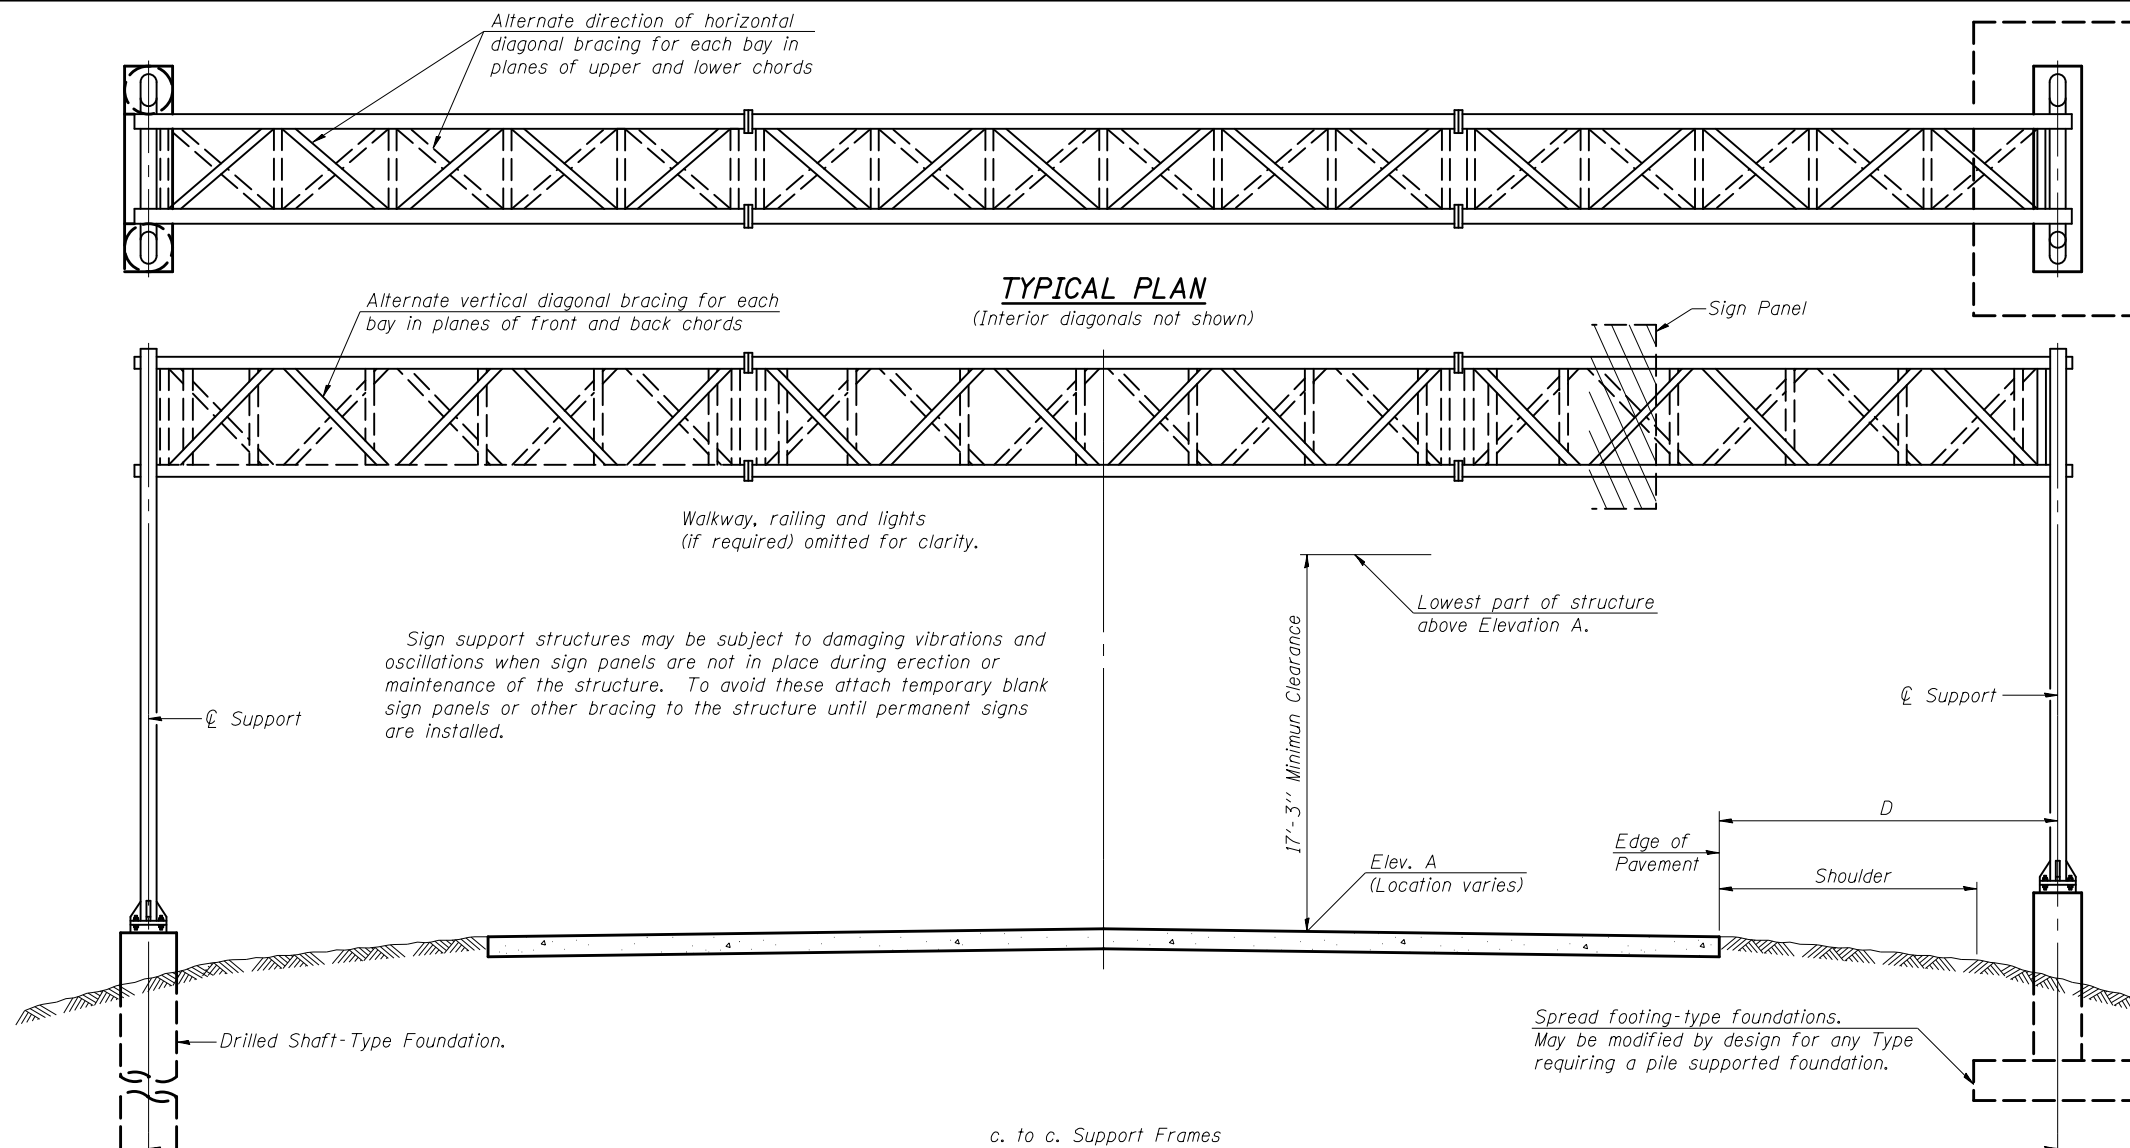 Alternate direction of horizontal
diagonal bracing for each bay in
planes of upper and lower chords
TYPICAL PLAN
(Interior diagonals not shown)
Alternate vertical diagonal bracing for each
bay in planes of front and back chords
Sign Panel
Walkway, railing and lights
(if required) omitted for clarity.
Lowest part of structure
above Elevation A.
Sign support structures may be subject to damaging vibrations and
oscillations when sign panels are not in place during erection or
maintenance of the structure. To avoid these attach temporary blank
sign panels or other bracing to the structure until permanent signs
are installed.
17'-3'' Minimun Clearance
℄ Support
℄ Support
D
Edge of
Pavement
Shoulder
Elev. A
(Location varies)
Drilled Shaft-Type Foundation.
Spread footing-type foundations.
May be modified by design for any Type
requiring a pile supported foundation.
c. to c. Support Frames